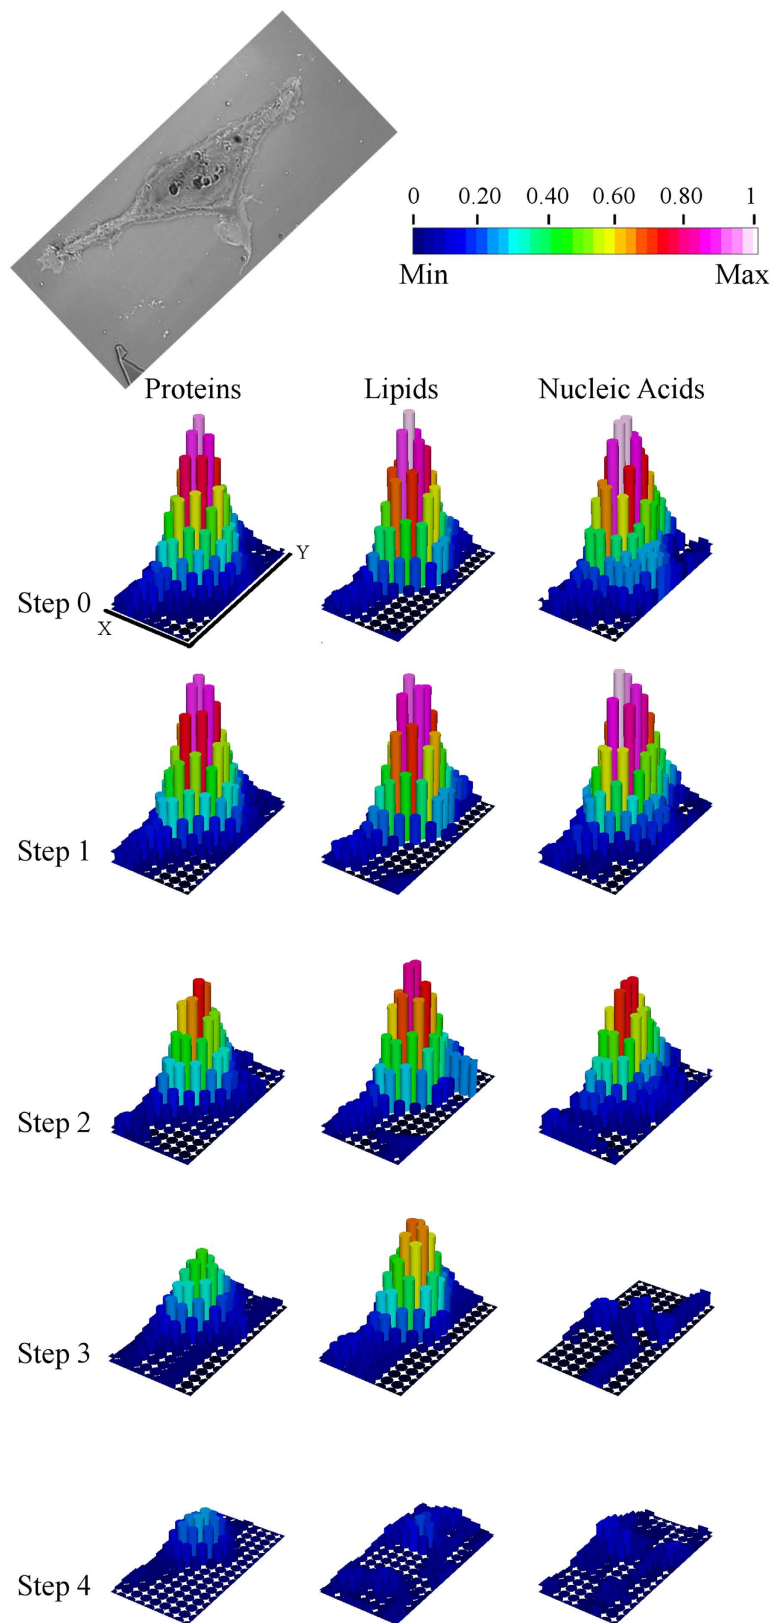 0 0.20 0.40 0.60 0.80 1
Min Max
Proteins Lipids Nucleic Acids
Step 0
X
Y
Step 1
Step 2
Step 3
Step 4